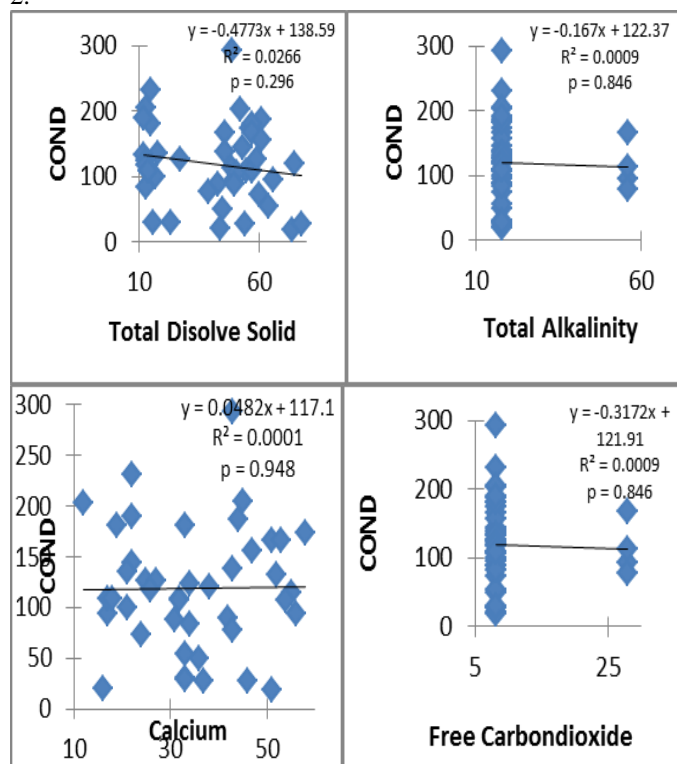 2.
y = -0.4773x + 138.59
R² = 0.0266
p = 0.296
300
200
100
0
COND
10
60
Total Disolve Solid
y = -0.167x + 122.37
R² = 0.0009
p = 0.846
300
200
100
0
COND
10
60
Total Alkalinity
y = 0.0482x + 117.1
R² = 0.0001
p = 0.948
300
250
200
150
100
50
0
COND
10
30
50
Calcium
y = -0.3172x +
121.91
R² = 0.0009
p = 0.846
300
200
100
0
COND
5
25
Free Carbondioxide